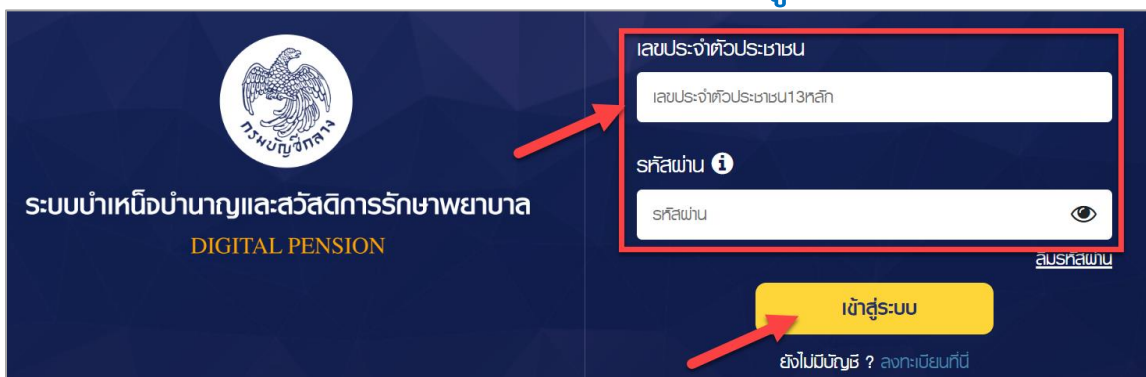 กรมบัญชีกลาง
ระบบบำเหน็จบำนาญและสวัสดิการรักษาพยาบาล
DIGITAL PENSION
เลขประจำตัวประชาชน
เลขประจำตัวประชาชน13หลัก
รหัสผ่าน
รหัสผ่าน
ลืมรหัสผ่าน
เข้าสู่ระบบ
ยังไม่มีบัญชี ? ลงทะเบียนที่นี่